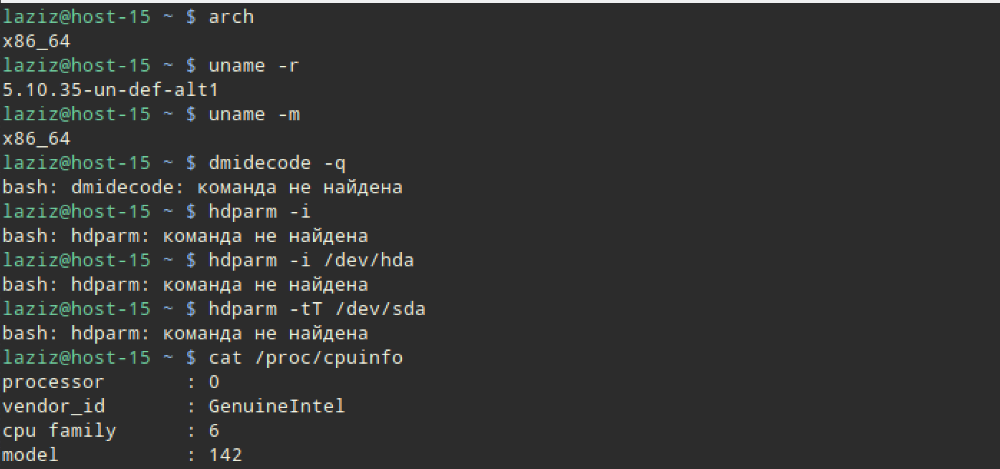 laziz@host-15 ~ $ arch
x86_64
laziz@host-15 ~ $ uname -r
5.10.35-un-def-alt1
laziz@host-15 ~ $ uname -m
x86_64
laziz@host-15 ~ $ dmidecode -q
bash: dmidecode: команда не найдена
laziz@host-15 ~ $ hdparm -i
bash: hdparm: команда не найдена
laziz@host-15 ~ $ hdparm -i /dev/hda
bash: hdparm: команда не найдена
laziz@host-15 ~ $ hdparm -tT /dev/sda
bash: hdparm: команда не найдена
laziz@host-15 ~ $ cat /proc/cpuinfo
processor       : 0
vendor_id       : GenuineIntel
cpu family      : 6
model           : 142